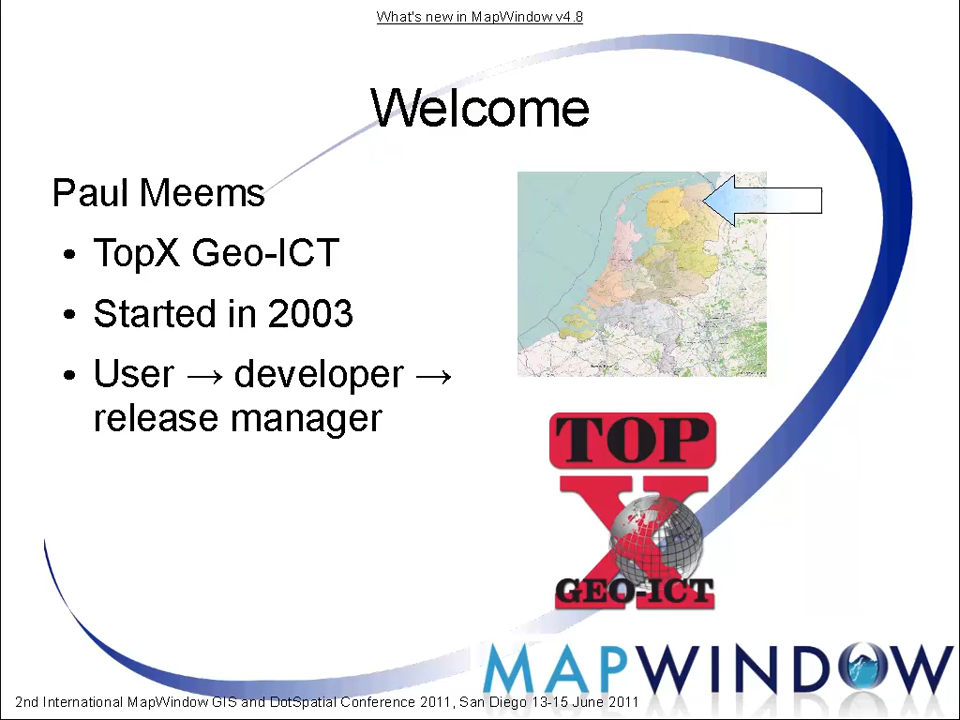 What's new in MapWindow v4.8
Welcome
Paul Meems
• TopX Geo-ICT
• Started in 2003
• User → developer →
release manager
TOP
X
GEO-ICT
MAPWINDOW
2nd International MapWindow GIS and DotSpatial Conference 2011, San Diego 13-15 June 2011